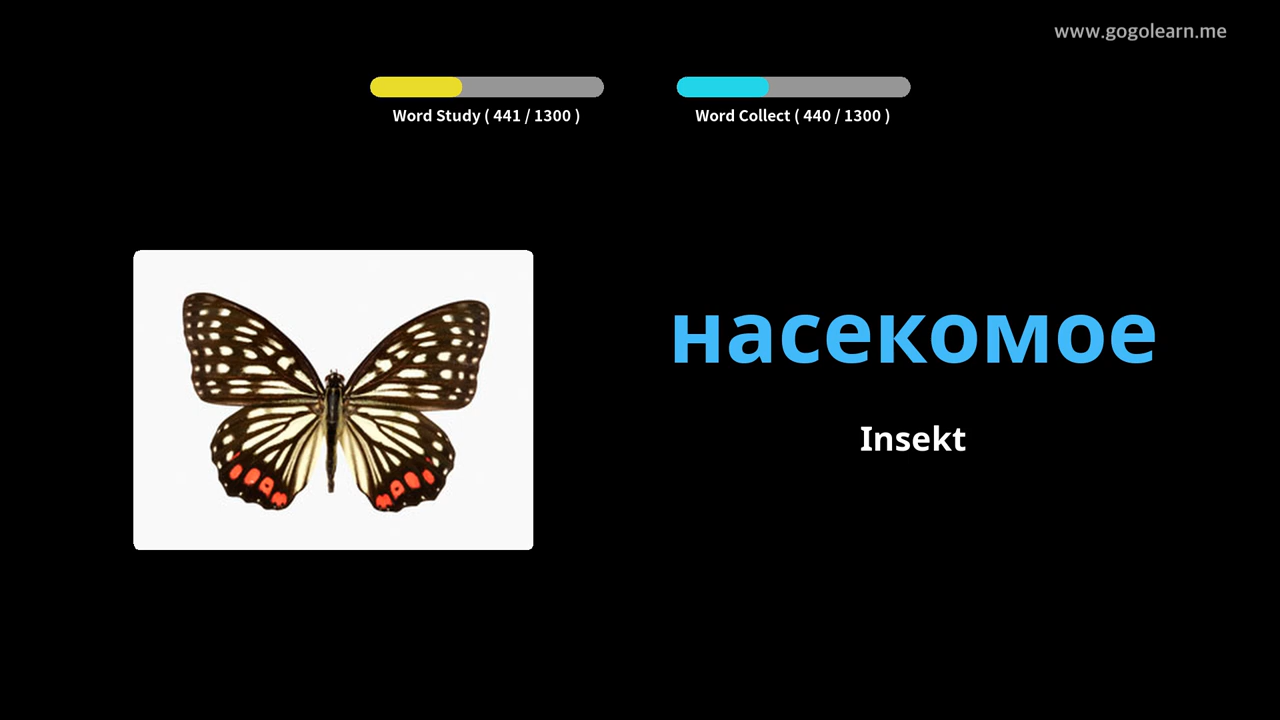 www.gogolearn.me
Word Study ( 441 / 1300 )
Word Collect ( 440 / 1300 )
насекомое
Insekt